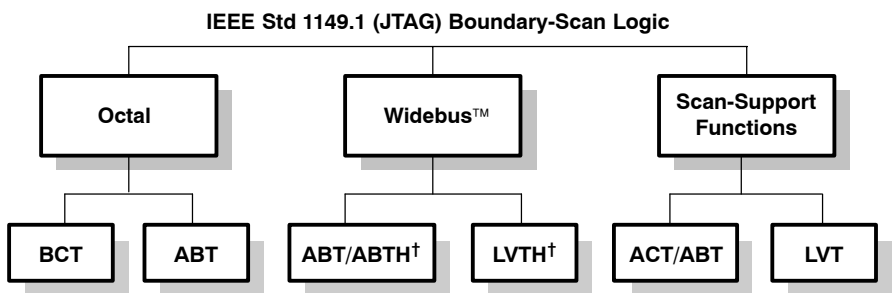 IEEE Std 1149.1 (JTAG) Boundary-Scan Logic
Octal
Widebus™
Scan-Support
Functions
BCT
ABT
ABT/ABTH†
LVTH†
ACT/ABT
LVT